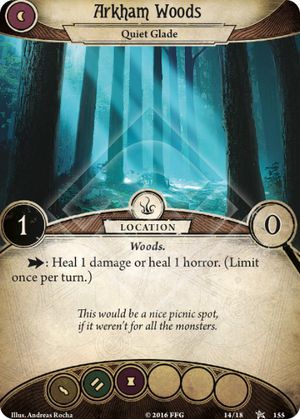 Arkham Woods
Quiet Glade
1
0
LOCATION
Woods.
: Heal 1 damage or heal 1 horror. (Limit
once per turn.)
This would be a nice picnic spot,
if it weren't for all the monsters.
Illus. Andreas Rocha
© 2016 FFG
14/18
155